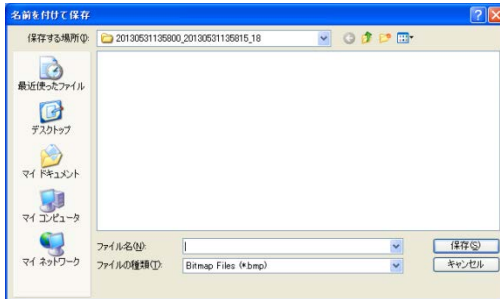 名前を付けて保存
保存する場所(I): 20130531135800_20130531135815_18
最近使ったファイル
デスクトップ
マイ ドキュメント
マイ コンピュータ
マイ ネットワーク
ファイル名(N): 保存(S)
ファイルの種類(T): Bitmap Files (*.bmp) キャンセル